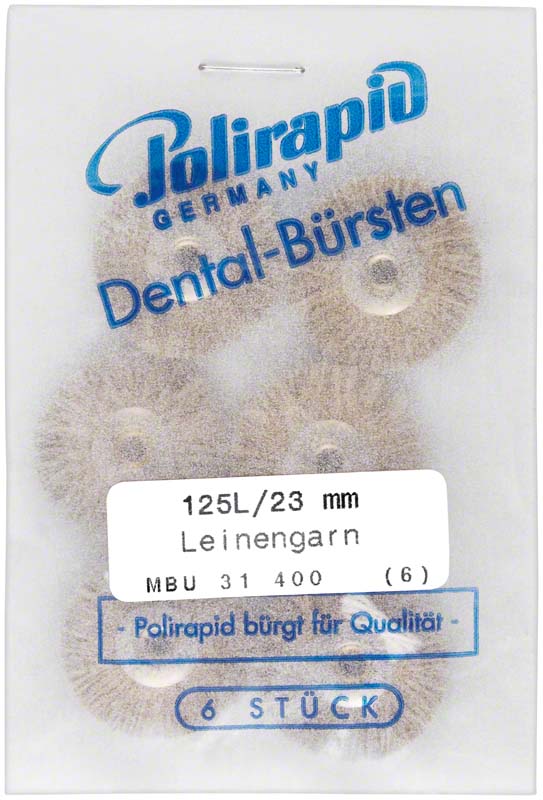 Polirapid
GERMANY
Dental-Bürsten
125L/23 mm
Leinengarn
MBU 31 400 (6)
- Polirapid bürgt für Qualität -
6 STÜCK